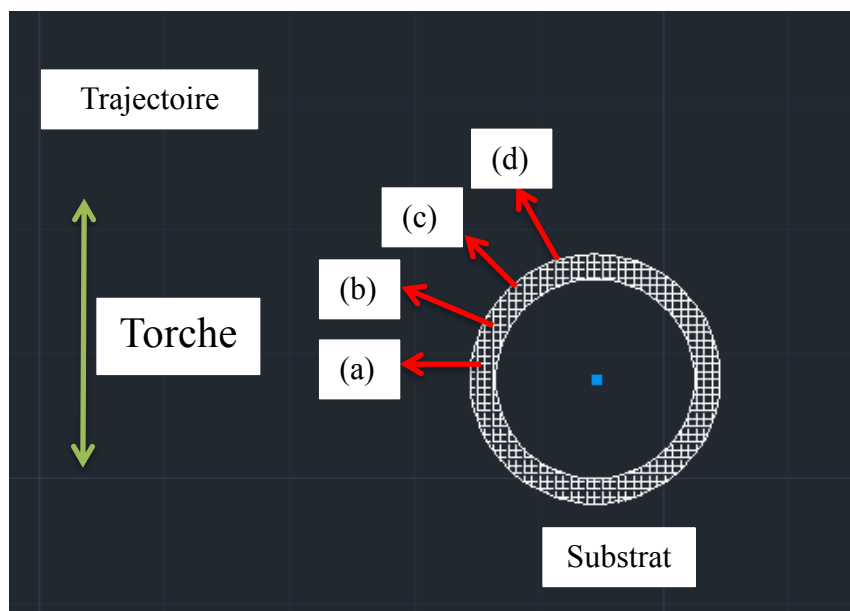 Trajectoire
(d)
(c)
(b)
Torche
(a)
Substrat